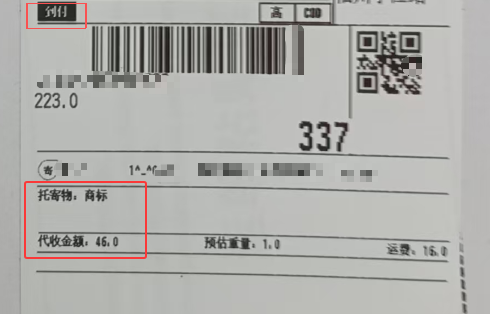 到付
高 COD
223.0
337
寄
托寄物：商标
代收金额：46.0 预估重量：1.0 运费：16.0